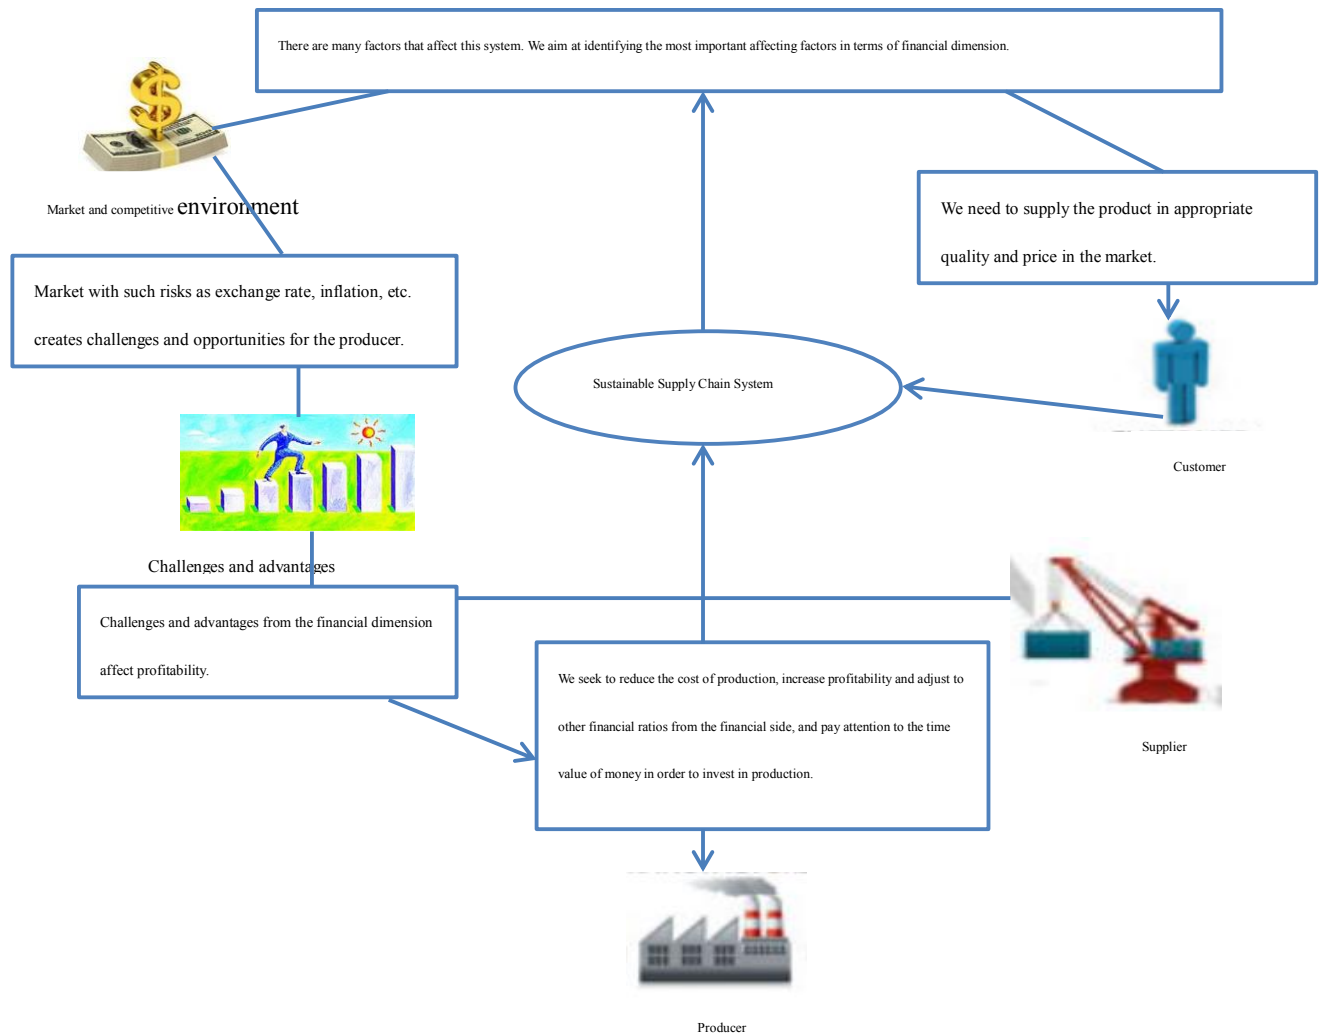 There are many factors that affect this system. We aim at identifying the most important affecting factors in terms of financial dimension.
Market and competitive environment
We need to supply the product in appropriate
quality and price in the market.
Market with such risks as exchange rate, inflation, etc.
creates challenges and opportunities for the producer.
Sustainable Supply Chain System
Customer
Challenges and advantages
Challenges and advantages from the financial dimension
affect profitability.
We seek to reduce the cost of production, increase profitability and adjust to
other financial ratios from the financial side, and pay attention to the time
value of money in order to invest in production.
Supplier
Producer